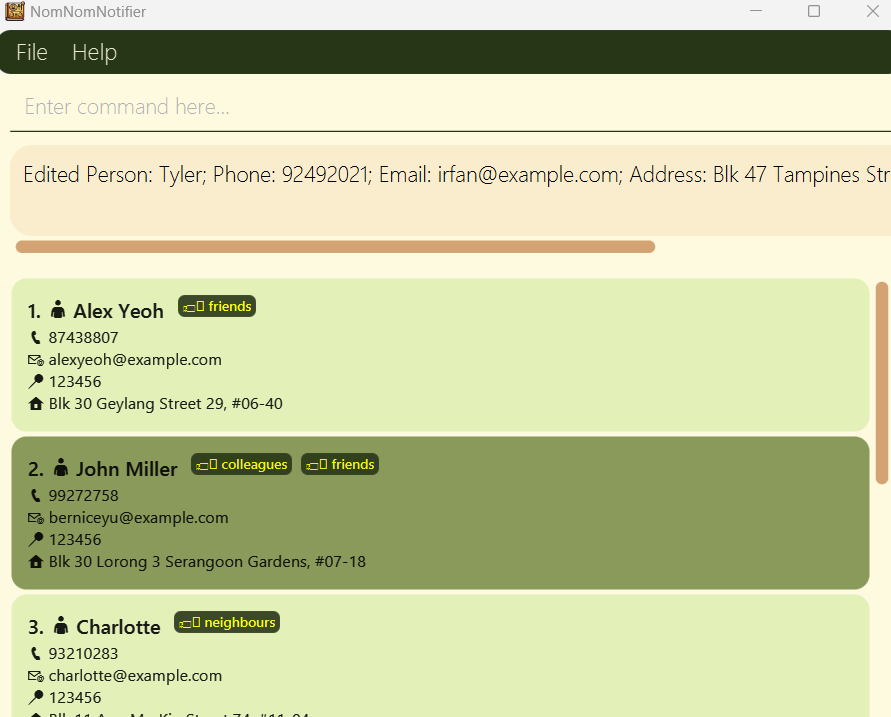 NomNomNotifier
File Help
Enter command here...
Edited Person: Tyler; Phone: 92492021; Email: irfan@example.com; Address: Blk 47 Tampines Str
1. Alex Yeoh friends
87438807
alexyeoh@example.com
123456
Blk 30 Geylang Street 29, #06-40
2. John Miller colleagues friends
99272758
berniceyu@example.com
123456
Blk 30 Lorong 3 Serangoon Gardens, #07-18
3. Charlotte neighbours
93210283
charlotte@example.com
123456